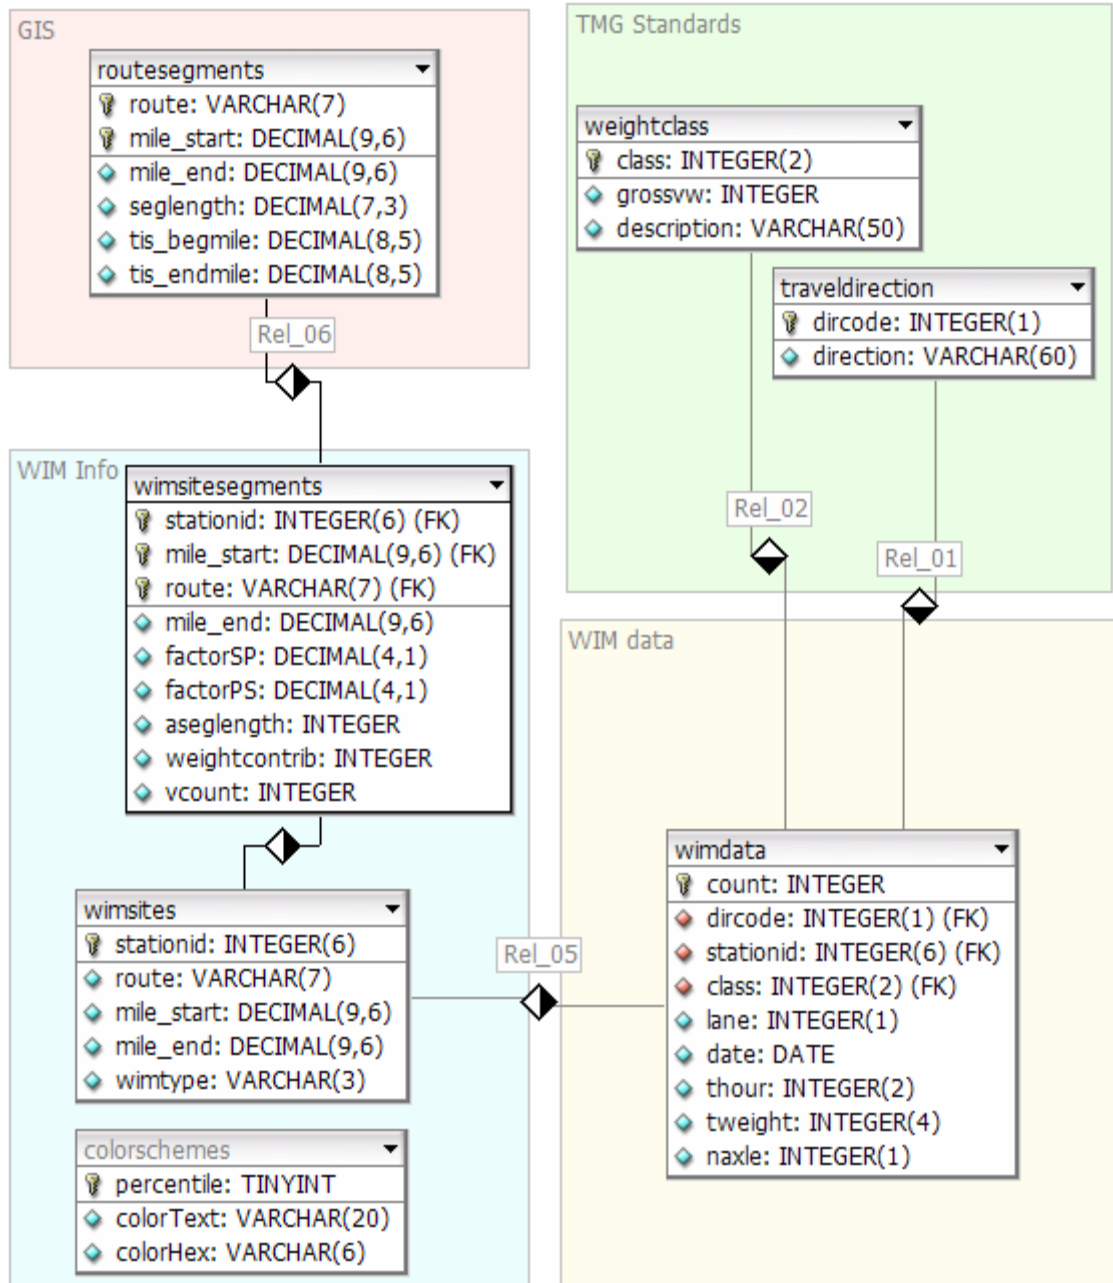 GIS
routesegments
route: VARCHAR(7)
mile_start: DECIMAL(9,6)
mile_end: DECIMAL(9,6)
seglength: DECIMAL(7,3)
tis_begmile: DECIMAL(8,5)
tis_endmile: DECIMAL(8,5)
Rel_06
TMG Standards
weightclass
class: INTEGER(2)
grossvw: INTEGER
description: VARCHAR(50)
traveldirection
dircode: INTEGER(1)
direction: VARCHAR(60)
Rel_02
Rel_01
WIM Info
wimsitesegments
stationid: INTEGER(6) (FK)
mile_start: DECIMAL(9,6) (FK)
route: VARCHAR(7) (FK)
mile_end: DECIMAL(9,6)
factorSP: DECIMAL(4,1)
factorPS: DECIMAL(4,1)
aseglength: INTEGER
weightcontrib: INTEGER
vcount: INTEGER
wimsites
stationid: INTEGER(6)
route: VARCHAR(7)
mile_start: DECIMAL(9,6)
mile_end: DECIMAL(9,6)
wimtype: VARCHAR(3)
Rel_05
colorschemes
percentile: TINYINT
colorText: VARCHAR(20)
colorHex: VARCHAR(6)
WIM data
wimdata
count: INTEGER
dircode: INTEGER(1) (FK)
stationid: INTEGER(6) (FK)
class: INTEGER(2) (FK)
lane: INTEGER(1)
date: DATE
thour: INTEGER(2)
tweight: INTEGER(4)
naxle: INTEGER(1)